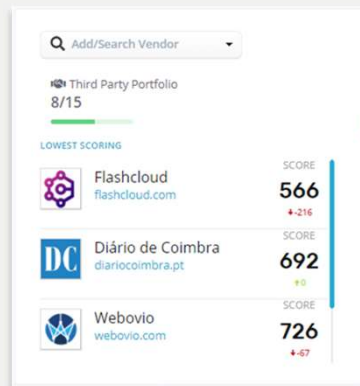 Add/Search Vendor
Third Party Portfolio
8/15
LOWEST SCORING
SCORE
Flashcloud
flashcloud.com
566
-216
SCORE
DC
Diário de Coimbra
diariocoimbra.pt
692
0
SCORE
Webovio
webovio.com
726
-67